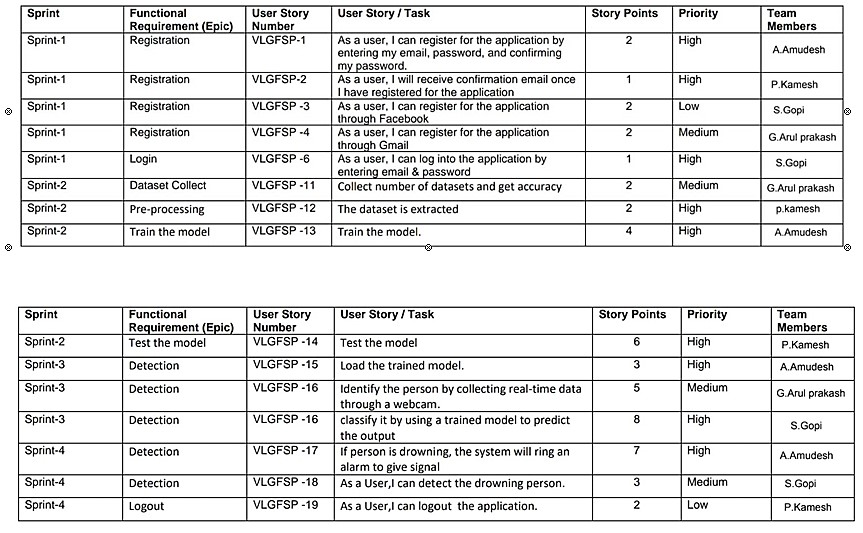 Sprint Functional Requirement (Epic) User Story Number User Story / Task Story Points Priority Team Members
Sprint-1 Registration VLGFSP-1 As a user, I can register for the application by entering my email, password, and confirming my password. 2 High A.Amudesh
Sprint-1 Registration VLGFSP-2 As a user, I will receive confirmation email once I have registered for the application 1 High P.Kamesh
Sprint-1 Registration VLGFSP -3 As a user, I can register for the application through Facebook 2 Low S.Gopi
Sprint-1 Registration VLGFSP -4 As a user, I can register for the application through Gmail 2 Medium G.Arul prakash
Sprint-1 Login VLGFSP -6 As a user, I can log into the application by entering email & password 1 High S.Gopi
Sprint-2 Dataset Collect VLGFSP -11 Collect number of datasets and get accuracy 2 Medium G.Arul prakash
Sprint-2 Pre-processing VLGFSP -12 The dataset is extracted 2 High p.kamesh
Sprint-2 Train the model VLGFSP -13 Train the model. 4 High A.Amudesh
Sprint Functional Requirement (Epic) User Story Number User Story / Task Story Points Priority Team Members
Sprint-2 Test the model VLGFSP -14 Test the model 6 High P.Kamesh
Sprint-3 Detection VLGFSP -15 Load the trained model. 3 High A.Amudesh
Sprint-3 Detection VLGFSP -16 Identify the person by collecting real-time data through a webcam. 5 Medium G.Arul prakash
Sprint-3 Detection VLGFSP -16 classify it by using a trained model to predict the output 8 High S.Gopi
Sprint-4 Detection VLGFSP -17 If person is drowning, the system will ring an alarm to give signal 7 High A.Amudesh
Sprint-4 Detection VLGFSP -18 As a User,I can detect the drowning person. 3 Medium S.Gopi
Sprint-4 Logout VLGFSP -19 As a User,I can logout the application. 2 Low P.Kamesh